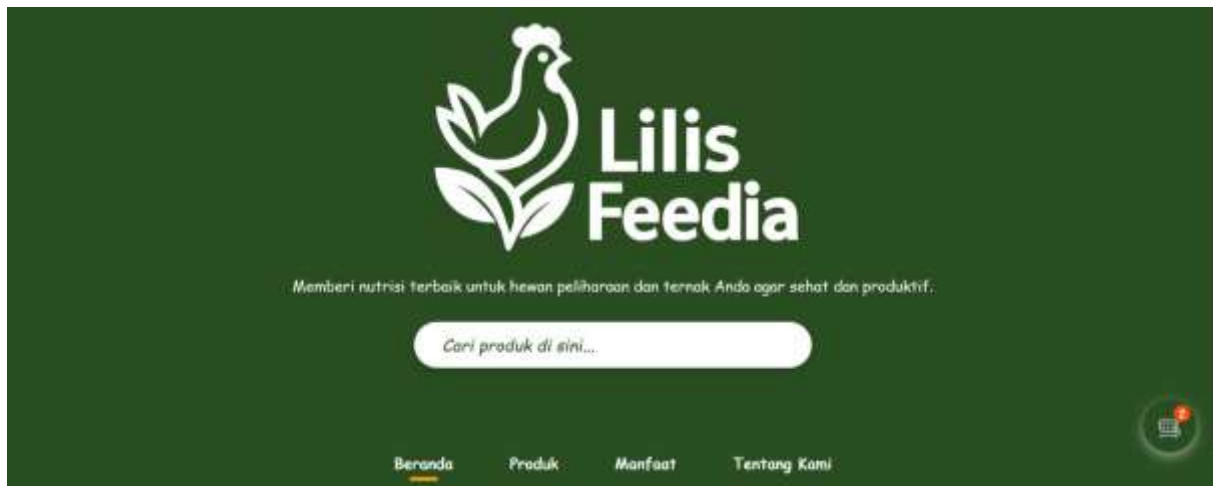 Lilis
Feedia
Memberi nutrisi terbaik untuk hewan peliharaan dan ternak Anda agar sehat dan produktif.
Cari produk di sini...
2
Beranda Produk Manfaat Tentang Kami